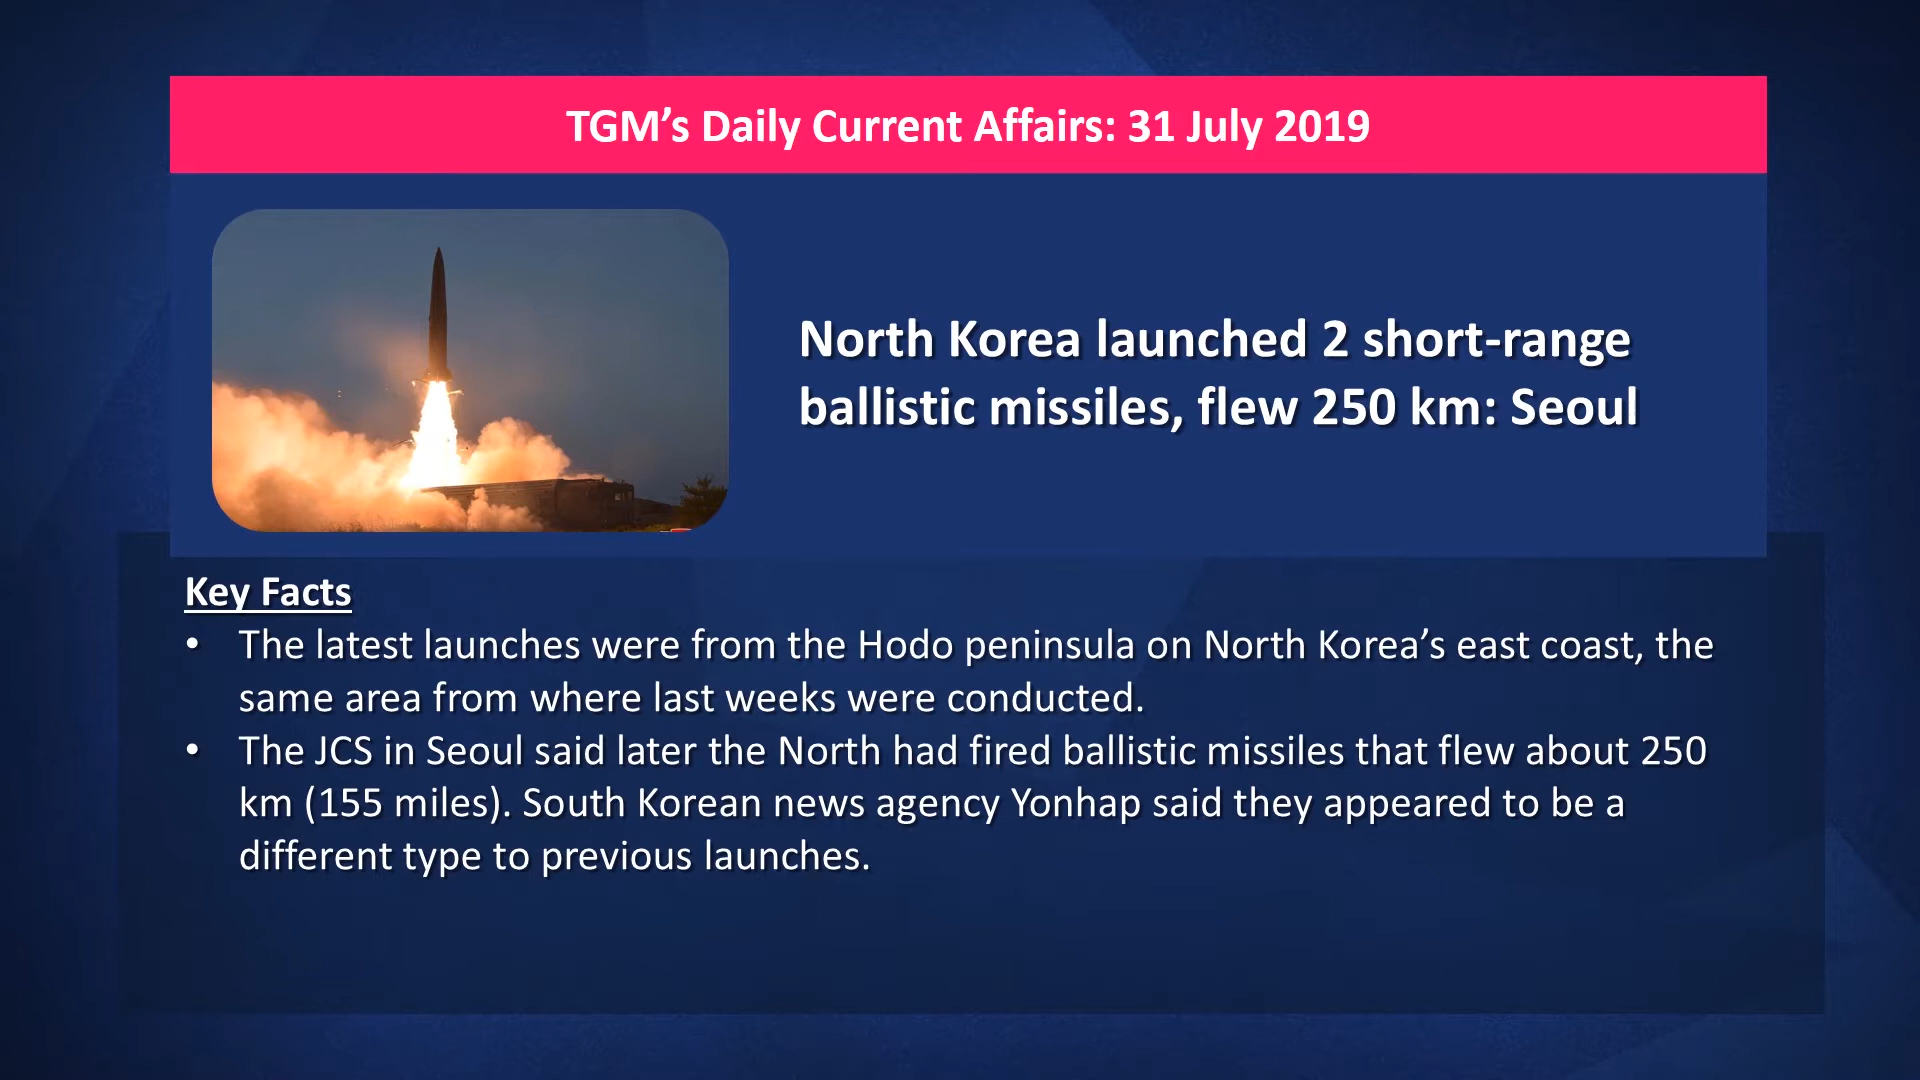 TGM’s Daily Current Affairs: 31 July 2019
North Korea launched 2 short-range
ballistic missiles, flew 250 km: Seoul
Key Facts
• The latest launches were from the Hodo peninsula on North Korea’s east coast, the
same area from where last weeks were conducted.
• The JCS in Seoul said later the North had fired ballistic missiles that flew about 250
km (155 miles). South Korean news agency Yonhap said they appeared to be a
different type to previous launches.